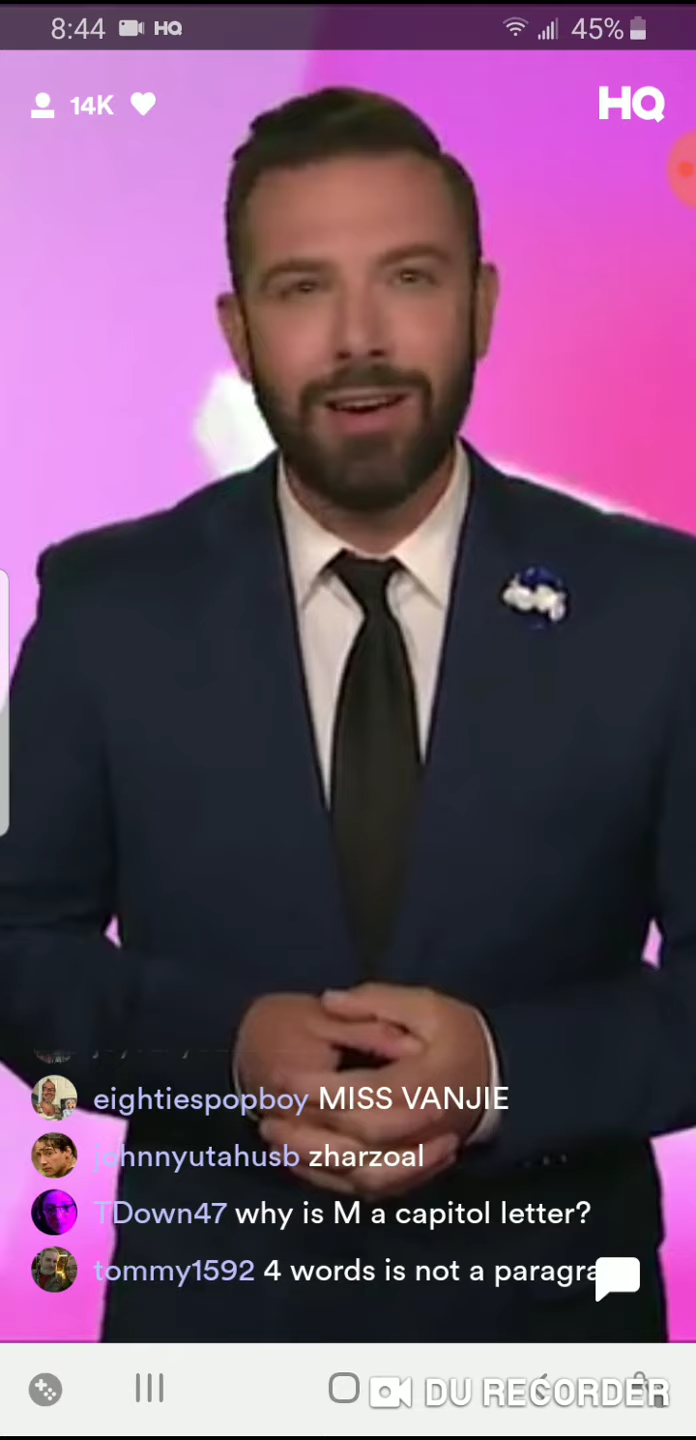 8:44 HQ 45%
14K HQ
eightiespopboy MISS VANJIE
johnnyutahusb zharzoal
TDown47 why is M a capitol letter?
tommy1592 4 words is not a paragra
DU RECORDER